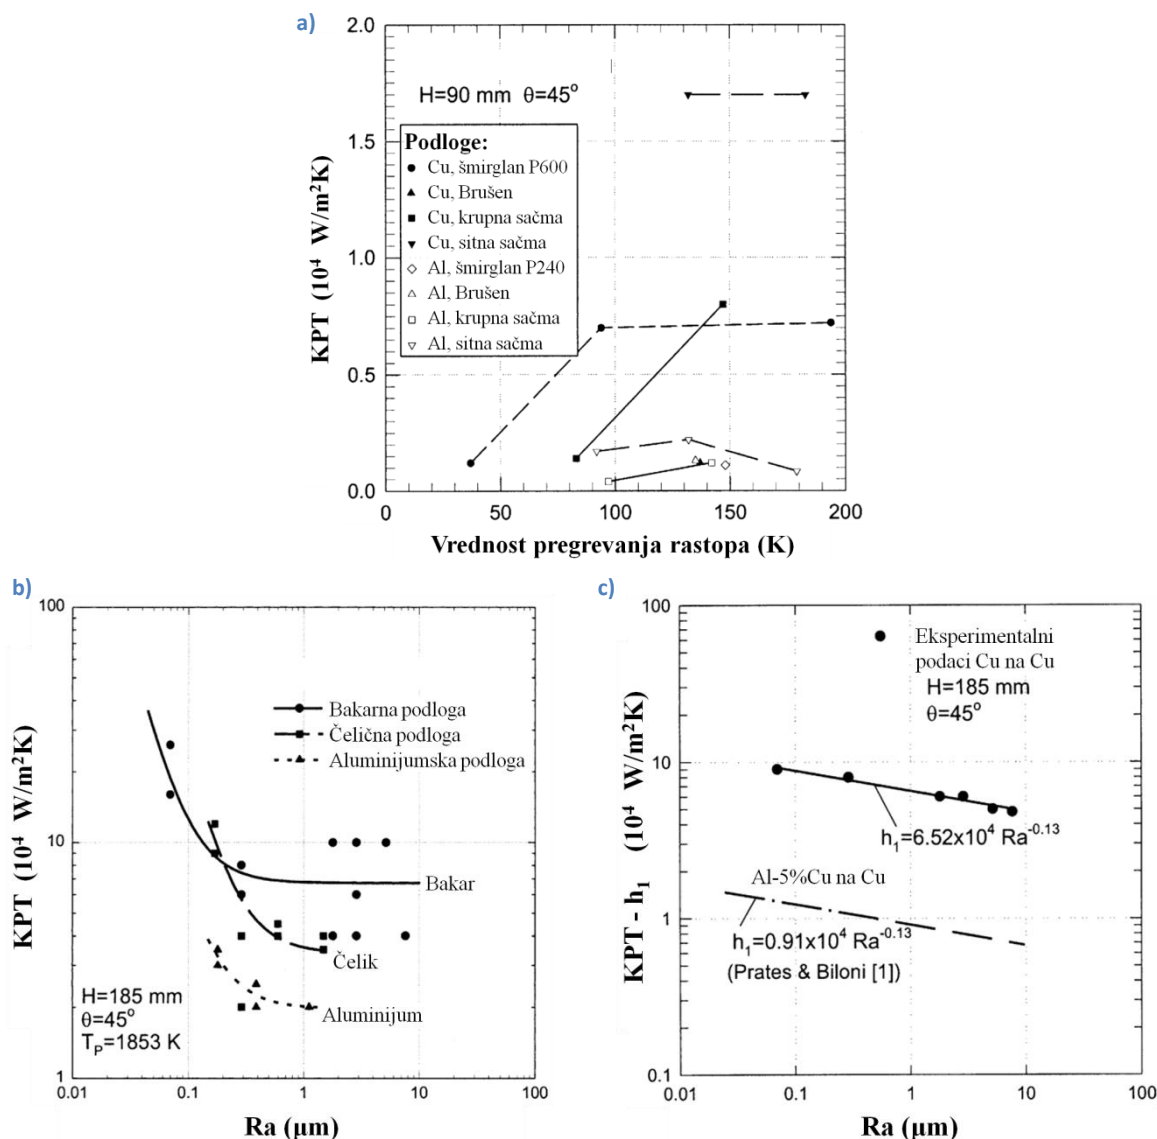 a)
2.0
1.5
1.0
0.5
0.0
KPT (10⁴ W/m²K)
H=90 mm θ=45°
Podloge:
Cu, šmirglan P600
Cu, Brušen
Cu, krupna sačma
Cu, sitna sačma
Al, šmirglan P240
Al, Brušen
Al, krupna sačma
Al, sitna sačma
0 50 100 150 200
Vrednost pregrevanja rastopa (K)
b)
100
10
1
KPT (10⁴ W/m²K)
Bakarna podloga
Čelična podloga
Aluminijumska podloga
Bakar
Čelik
Aluminijum
H=185 mm
θ=45°
T_P=1853 K
0.01 0.1 1 10 100
Ra (µm)
c)
100
10
1
0.1
KPT - h₁ (10⁴ W/m²K)
Eksperimentalni
podaci Cu na Cu
H=185 mm
θ=45°
h₁=6.52x10⁴ Ra⁻⁰·¹³
Al-5%Cu na Cu
h₁=0.91x10⁴ Ra⁻⁰·¹³
(Prates & Biloni [1])
0.01 0.1 1 10 100
Ra (µm)